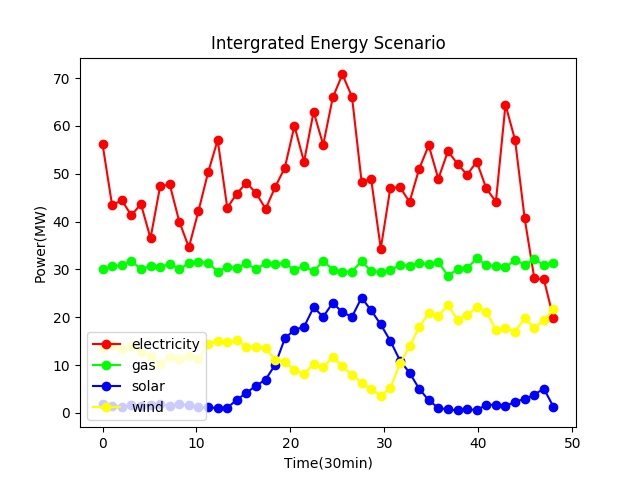 Intergrated Energy Scenario
Power(MW)
70
60
50
40
30
20
10
0
electricity
gas
solar
wind
0 10 20 30 40 50
Time(30min)